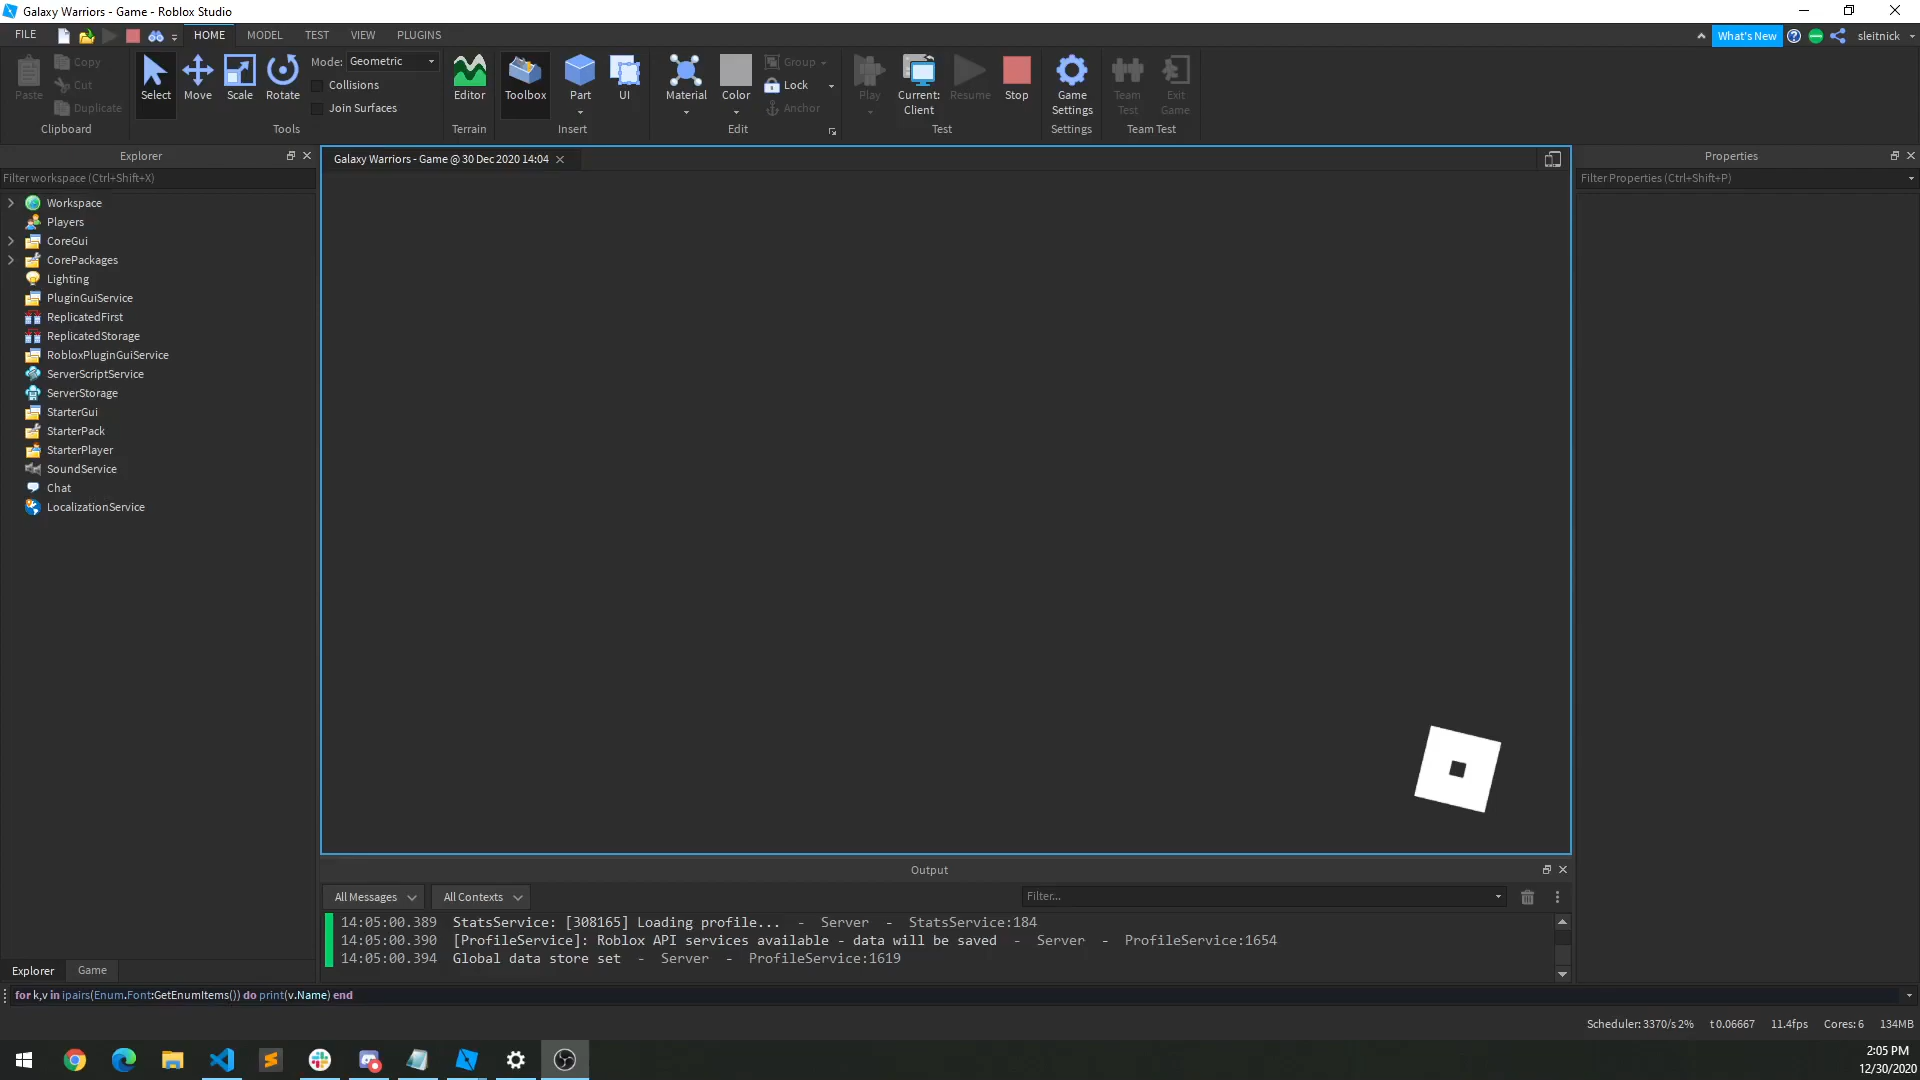 Galaxy Warriors - Game - Roblox Studio
FILE
HOME
MODEL
TEST
VIEW
PLUGINS
What's New
sleitnick
Paste
Copy
Cut
Duplicate
Clipboard
Select
Move
Scale
Rotate
Mode: Geometric
Collisions
Join Surfaces
Tools
Editor
Terrain
Toolbox
Part
UI
Insert
Material
Color
Group
Lock
Anchor
Edit
Play
Current: Client
Resume
Stop
Test
Game Settings
Settings
Team Test
Exit Game
Team Test
Explorer
Filter workspace (Ctrl+Shift+X)
Workspace
Players
CoreGui
CorePackages
Lighting
PluginGuiService
ReplicatedFirst
ReplicatedStorage
RobloxPluginGuiService
ServerScriptService
ServerStorage
StarterGui
StarterPack
StarterPlayer
SoundService
Chat
LocalizationService
Galaxy Warriors - Game @ 30 Dec 2020 14:04
Properties
Filter Properties (Ctrl+Shift+P)
Output
All Messages
All Contexts
Filter...
14:05:00.389 StatsService: [308165] Loading profile... - Server - StatsService:184
14:05:00.390 [ProfileService]: Roblox API services available - data will be saved - Server - ProfileService:1654
14:05:00.394 Global data store set - Server - ProfileService:1619
Explorer
Game
for k,v in ipairs(Enum.Font:GetEnumItems()) do print(v.Name) end
Scheduler: 3370/s 2% t 0.06667 11.4fps Cores: 6 134MB
2:05 PM
12/30/2020